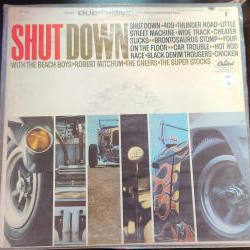 DUOPHONIC
SHUT DOWN
SHUT DOWN•409•THUNDER ROAD•LITTLE
STREET MACHINE•WIDE TRACK•CHEATER
SLICKS•BRONTOSAURUS STOMP•FOUR
ON THE FLOOR•CAR TROUBLE•HOT ROD
RACE•BLACK DENIM TROUSERS•CHICKEN
Capitol
WITH THE BEACH BOYS•ROBERT MITCHUM•THE CHEERS•THE SUPER STOCKS